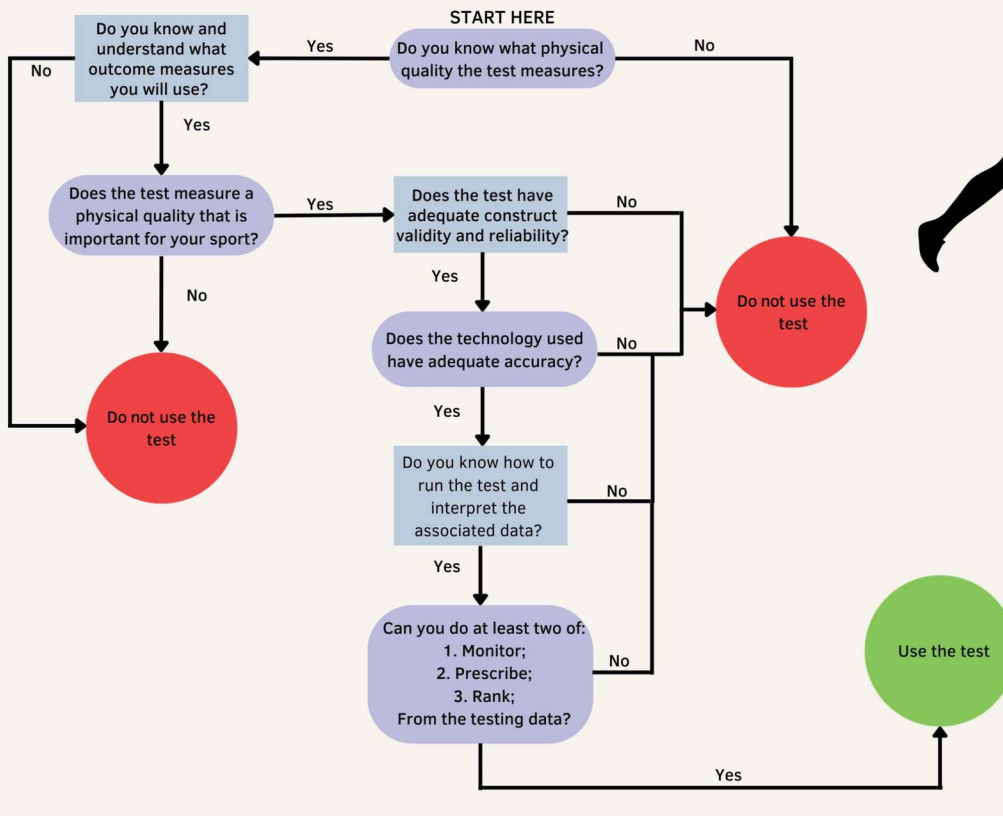 START HERE
Do you know what physical
quality the test measures?
Yes
No
Do you know and
understand what
outcome measures
you will use?
No
Yes
Does the test measure a
physical quality that is
important for your sport?
Yes
No
Does the test have
adequate construct
validity and reliability?
No
Yes
Do not use the
test
Does the technology used
have adequate accuracy?
No
Yes
Do not use the
test
Do you know how to
run the test and
interpret the
associated data?
No
Yes
Can you do at least two of:
1. Monitor;
2. Prescribe;
3. Rank;
From the testing data?
No
Yes
Use the test